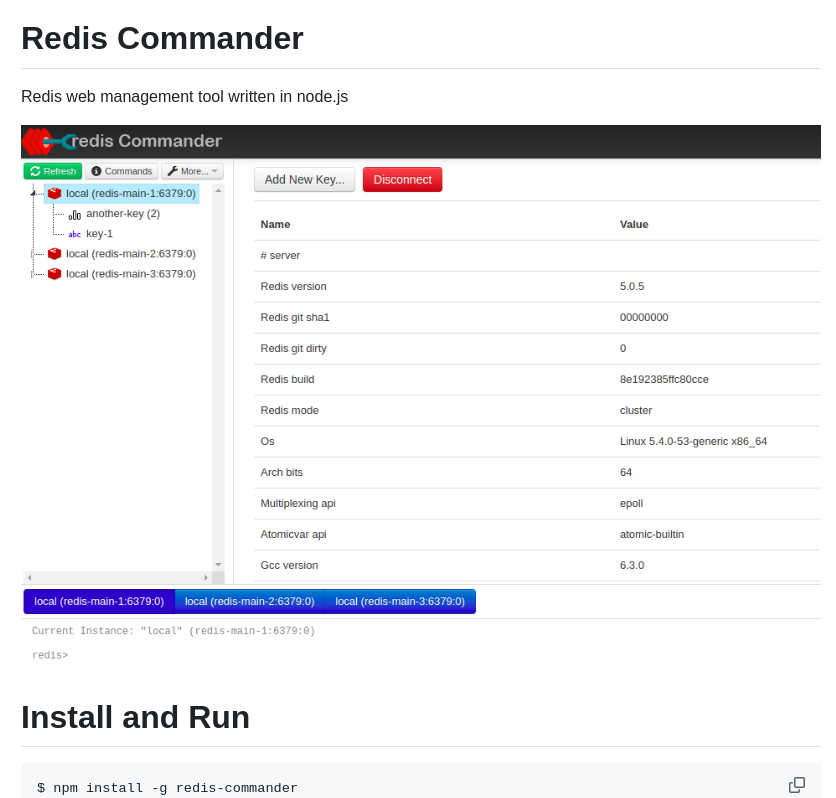 Redis Commander
Redis web management tool written in node.js
redis Commander
Refresh Commands More...
local (redis-main-1:6379:0)
another-key (2)
abc key-1
local (redis-main-2:6379:0)
local (redis-main-3:6379:0)
Add New Key... Disconnect
Name Value
# server
Redis version 5.0.5
Redis git sha1 00000000
Redis git dirty 0
Redis build 8e192385ffc80cce
Redis mode cluster
Os Linux 5.4.0-53-generic x86_64
Arch bits 64
Multiplexing api epoll
Atomicvar api atomic-builtin
Gcc version 6.3.0
local (redis-main-1:6379:0) local (redis-main-2:6379:0) local (redis-main-3:6379:0)
Current Instance: "local" (redis-main-1:6379:0)
redis>
Install and Run
$ npm install -g redis-commander